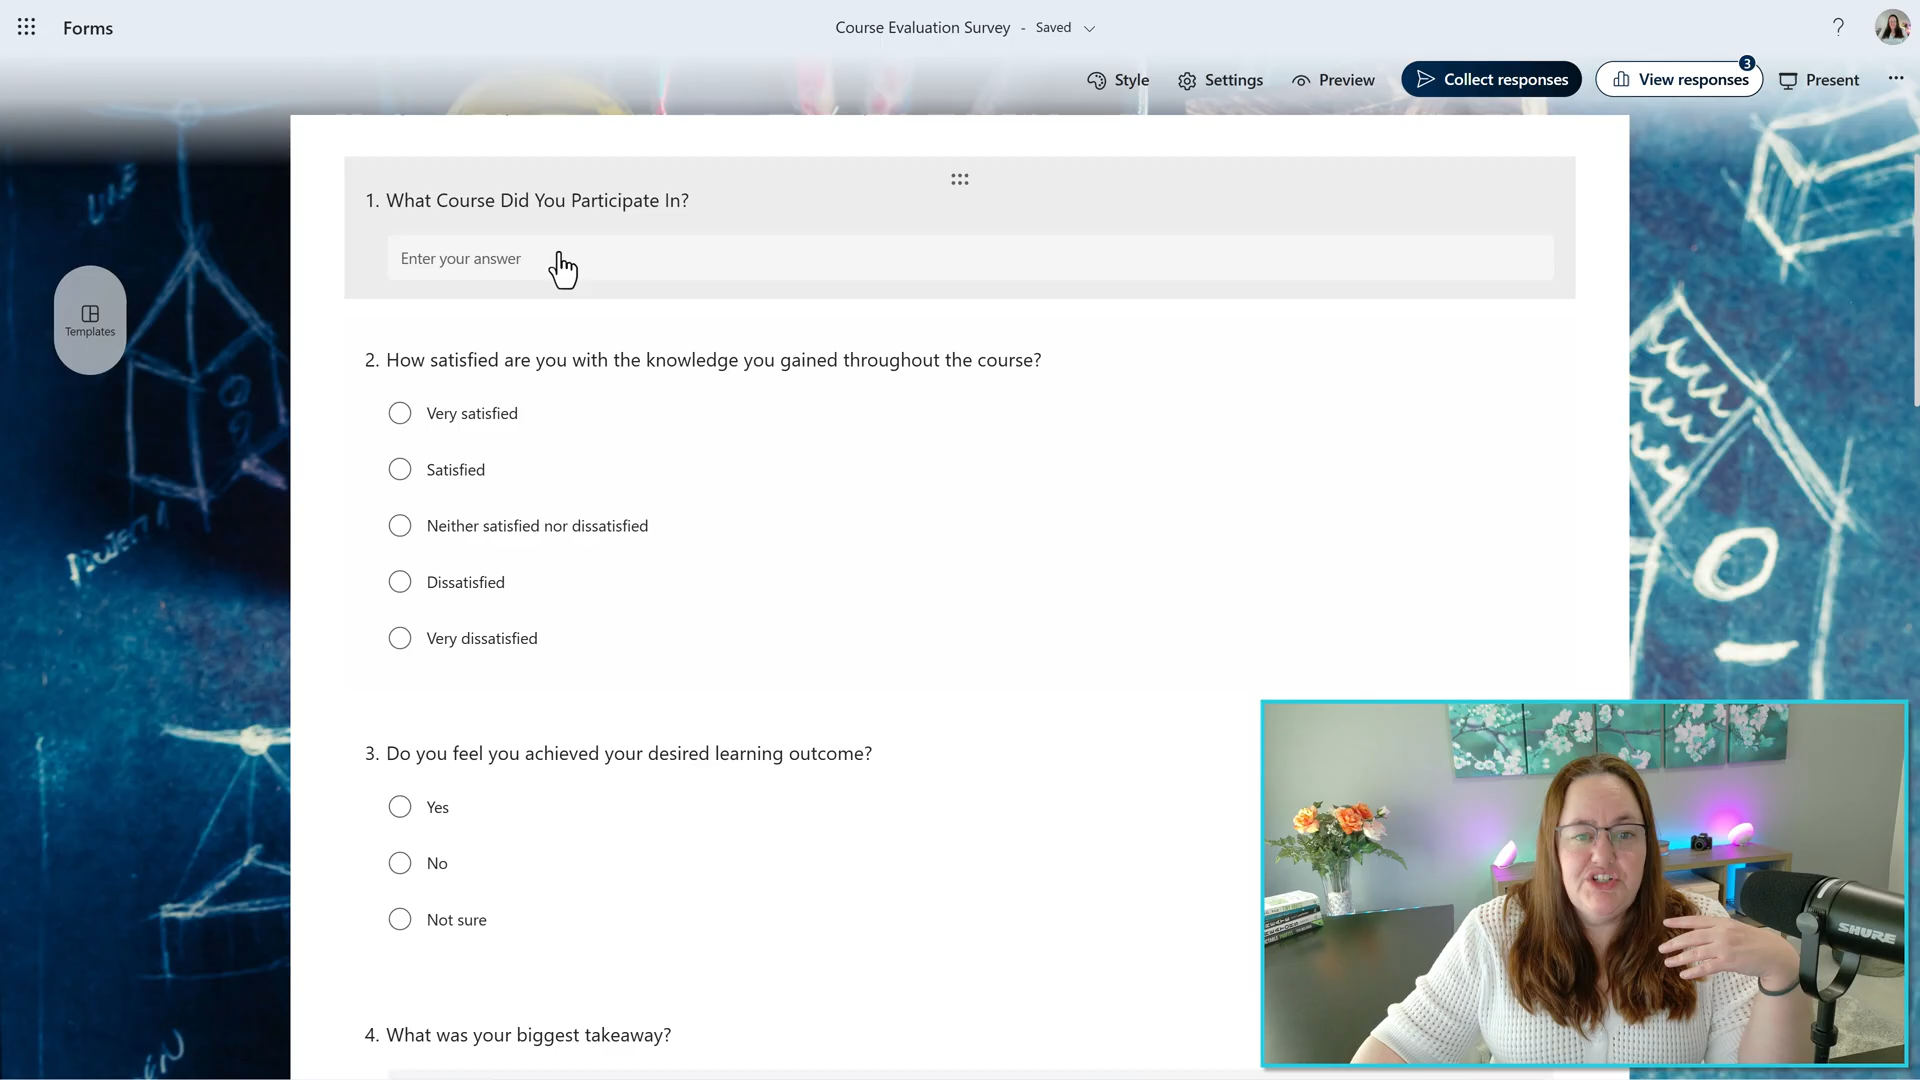 Forms
Course Evaluation Survey - Saved
Style
Settings
Preview
Collect responses
View responses
3
Present
Templates
1. What Course Did You Participate In?
Enter your answer
2. How satisfied are you with the knowledge you gained throughout the course?
Very satisfied
Satisfied
Neither satisfied nor dissatisfied
Dissatisfied
Very dissatisfied
3. Do you feel you achieved your desired learning outcome?
Yes
No
Not sure
4. What was your biggest takeaway?
SHURE